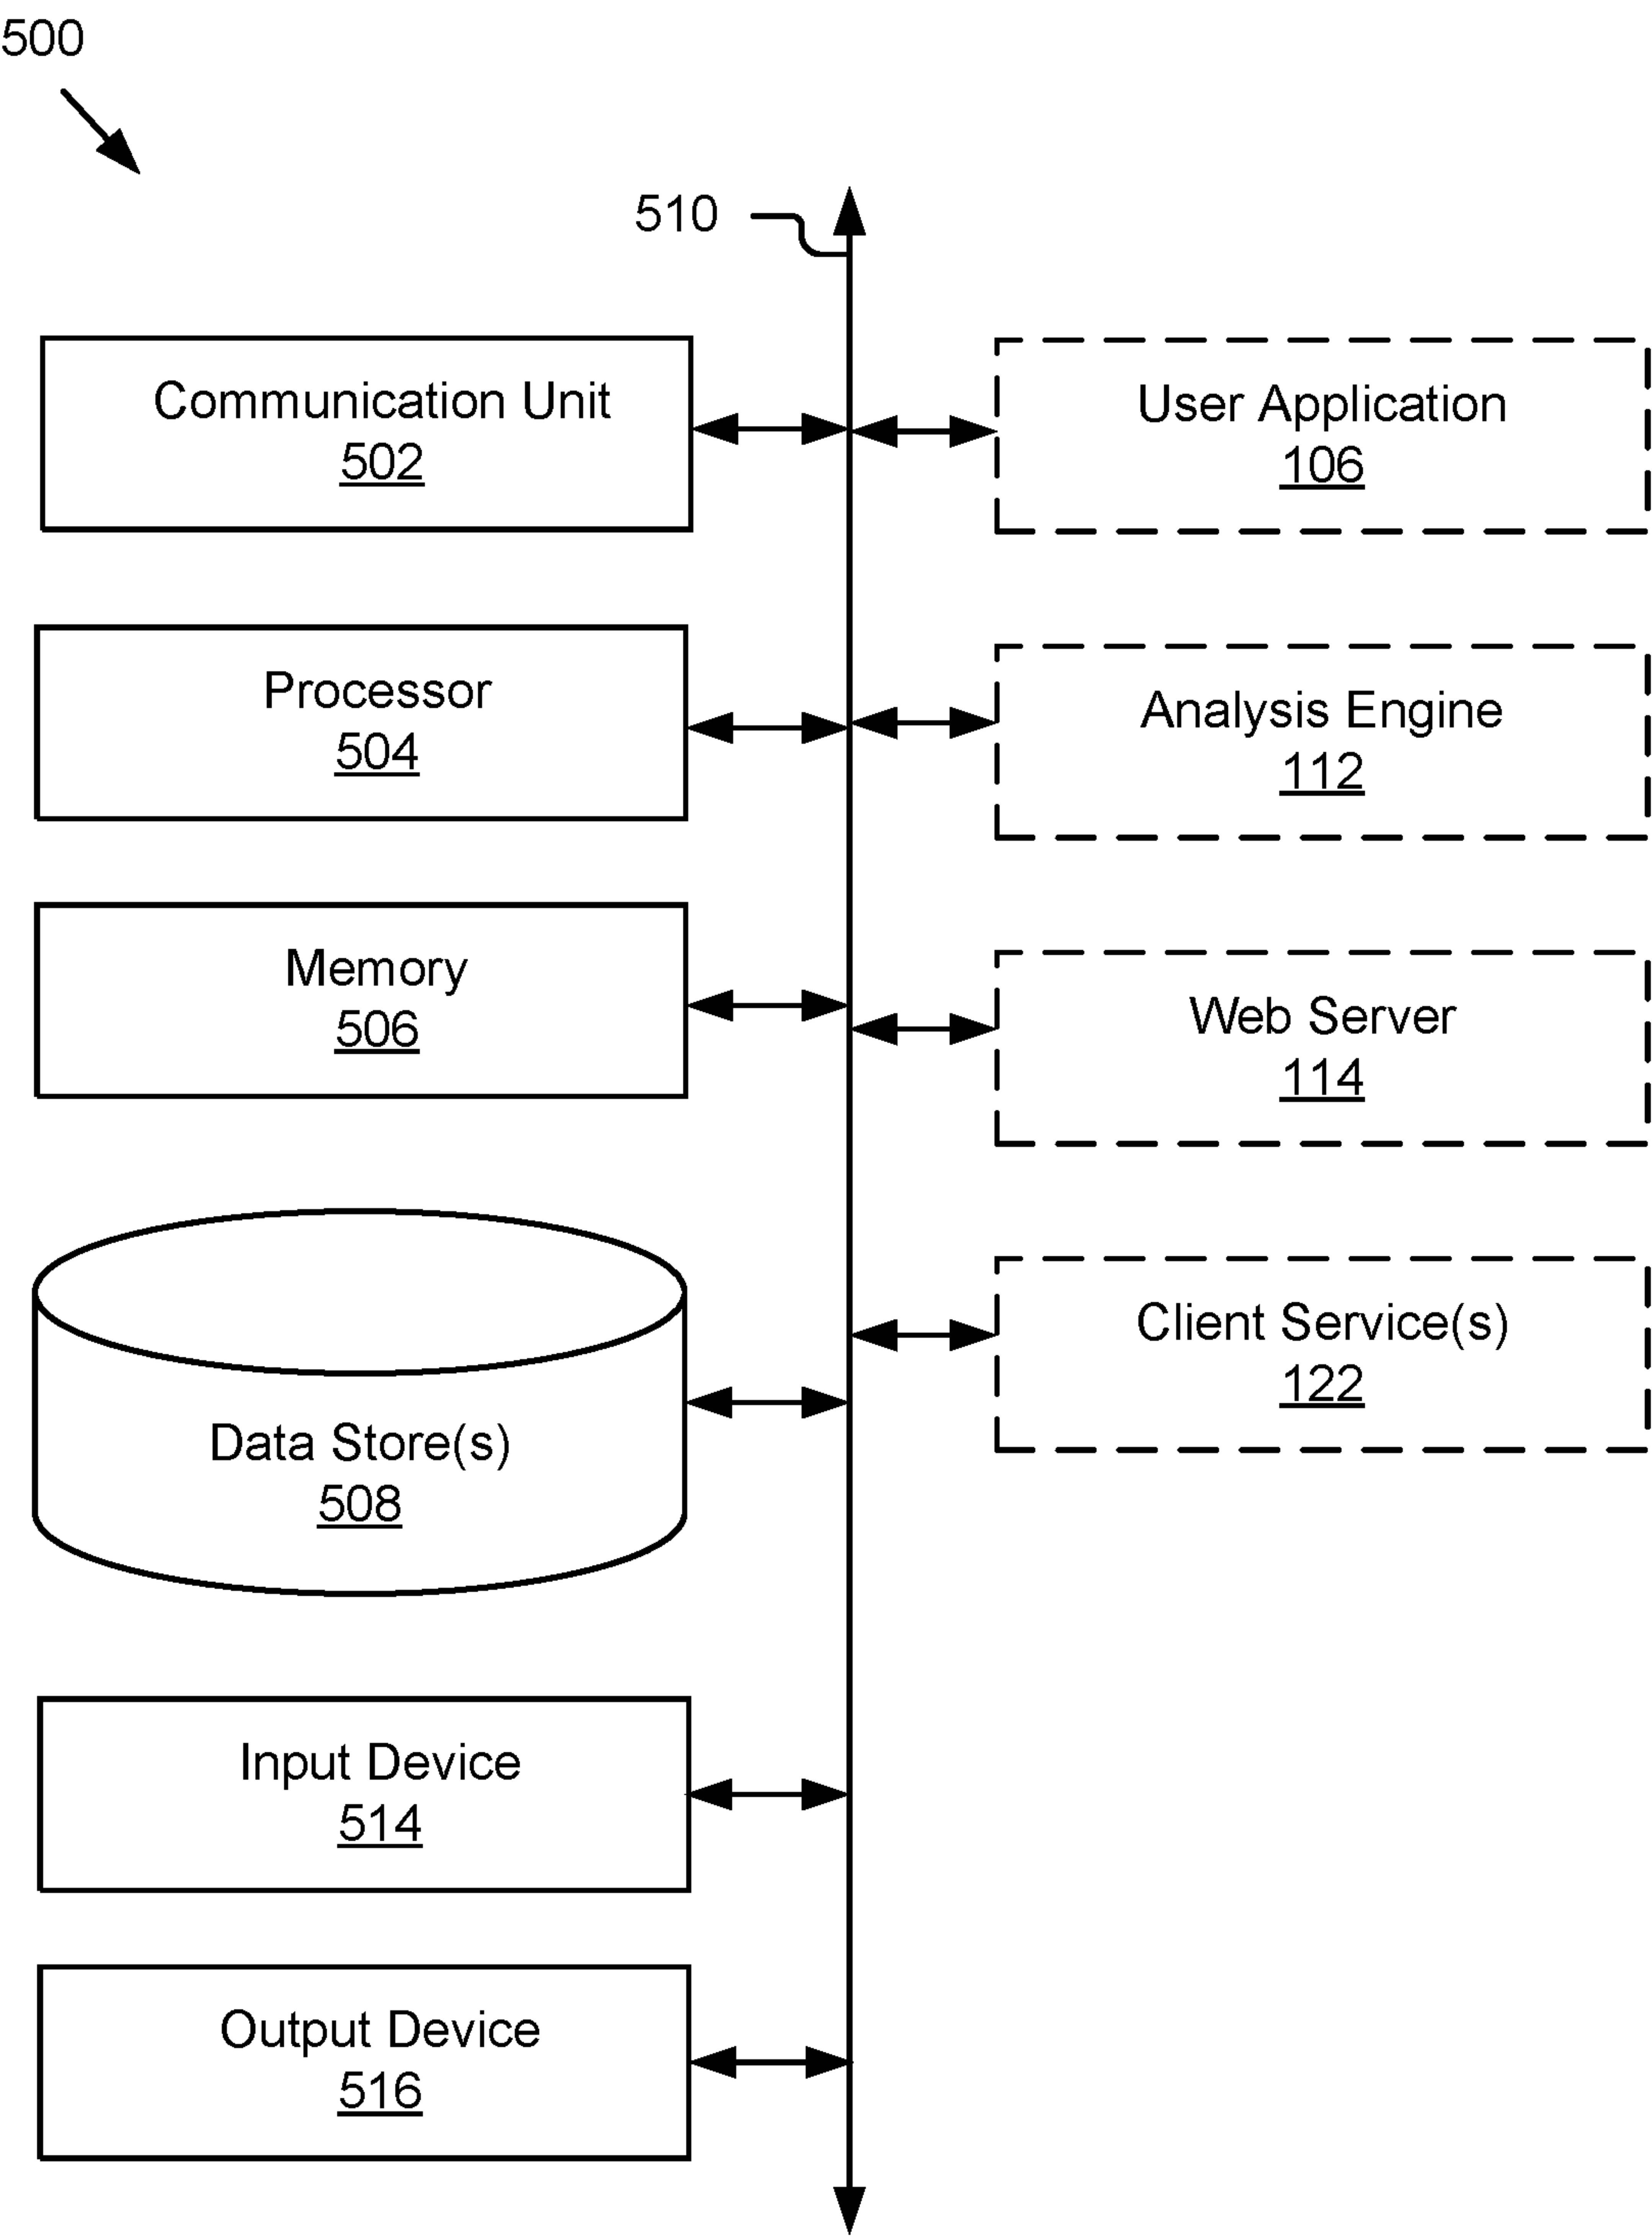 500
510
Communication Unit
502
User Application
106
Processor
504
Analysis Engine
112
Memory
506
Web Server
114
Data Store(s)
508
Client Service(s)
122
Input Device
514
Output Device
516